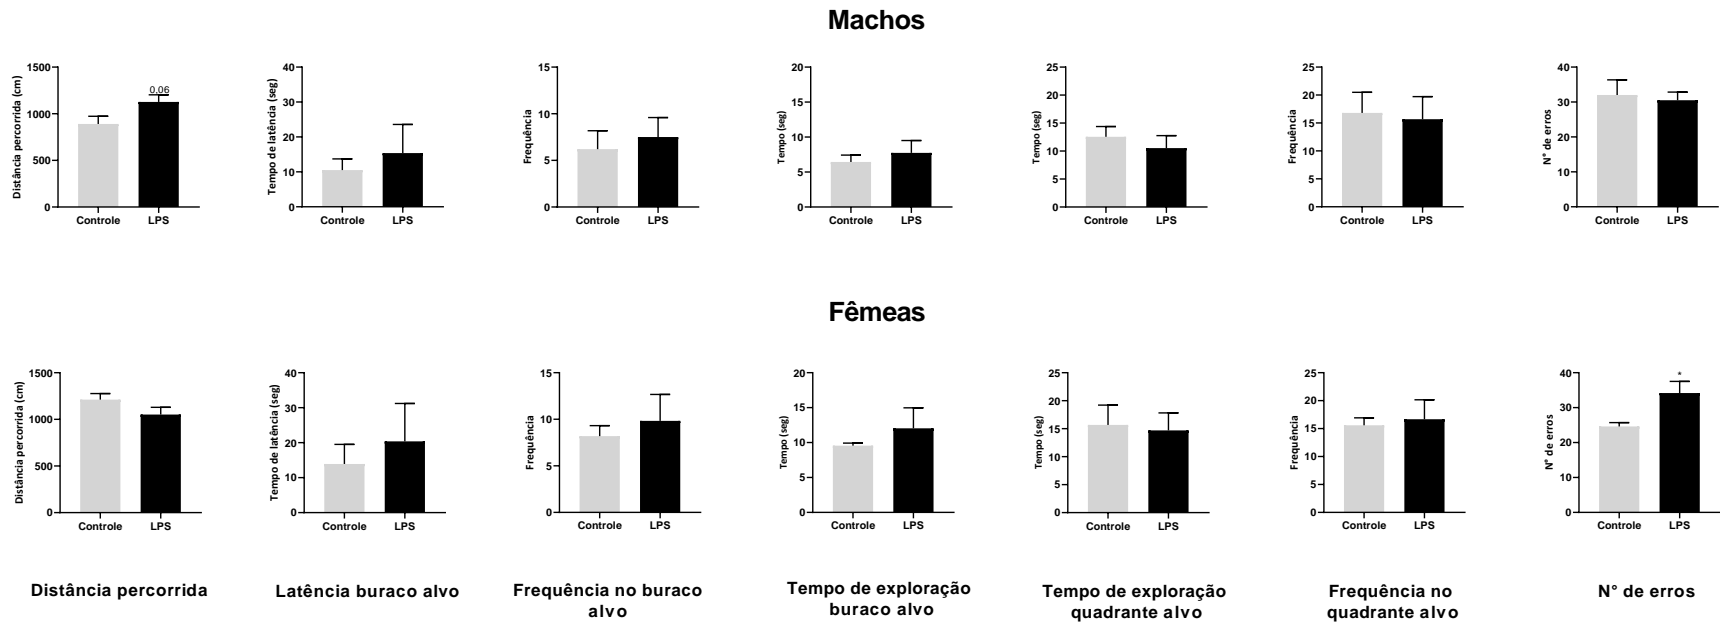 Machos
Distância percorrida (cm)
1500
1000
500
0
0,06
Controle LPS
Tempo de latência (seg)
40
30
20
10
0
Controle LPS
Frequência
15
10
5
0
Controle LPS
Tempo (seg)
20
15
10
5
0
Controle LPS
Tempo (seg)
25
20
15
10
5
0
Controle LPS
Frequência
25
20
15
10
5
0
Controle LPS
N° de erros
40
30
20
10
0
Controle LPS
Fêmeas
Distância percorrida (cm)
1500
1000
500
0
Controle LPS
Tempo de latência (seg)
40
30
20
10
0
Controle LPS
Frequência
15
10
5
0
Controle LPS
Tempo (seg)
20
15
10
5
0
Controle LPS
Tempo (seg)
25
20
15
10
5
0
Controle LPS
Frequência
25
20
15
10
5
0
Controle LPS
N° de erros
40
30
20
10
0
*
Controle LPS
Distância percorrida
Latência buraco alvo
Frequência no buraco
alvo
Tempo de exploração
buraco alvo
Tempo de exploração
quadrante alvo
Frequência no
quadrante alvo
N° de erros